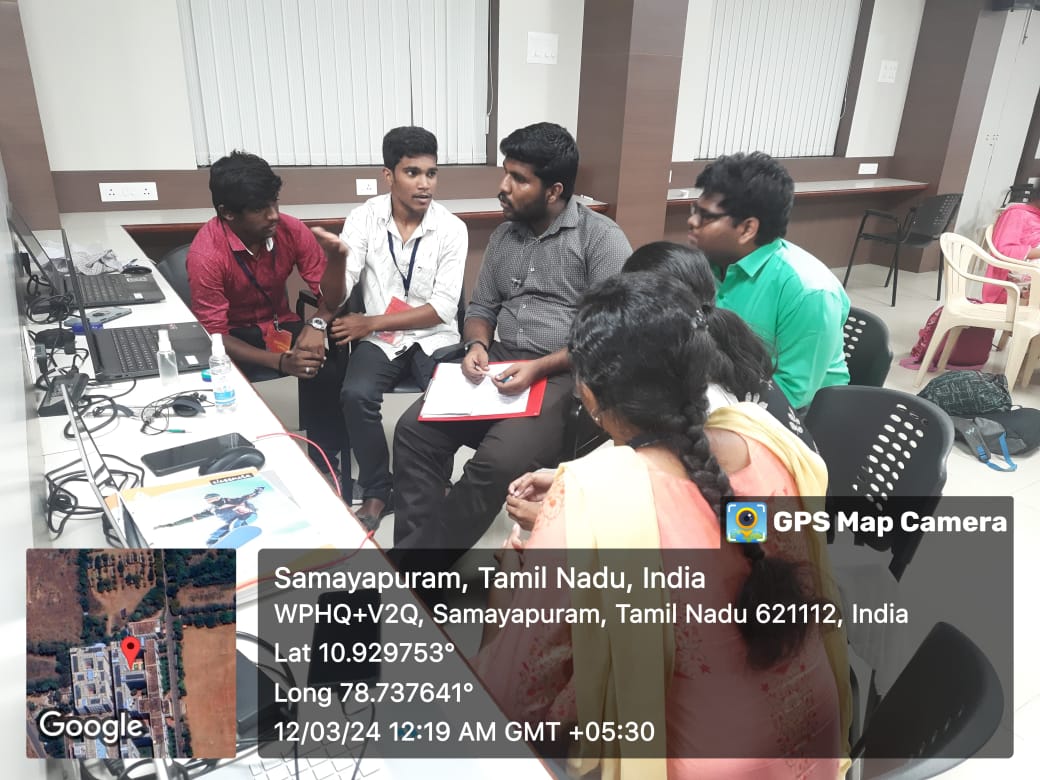 classmate
GPS Map Camera
Samayapuram, Tamil Nadu, India
WPHQ+V2Q, Samayapuram, Tamil Nadu 621112, India
Lat 10.929753°
Long 78.737641°
12/03/24 12:19 AM GMT +05:30
Google